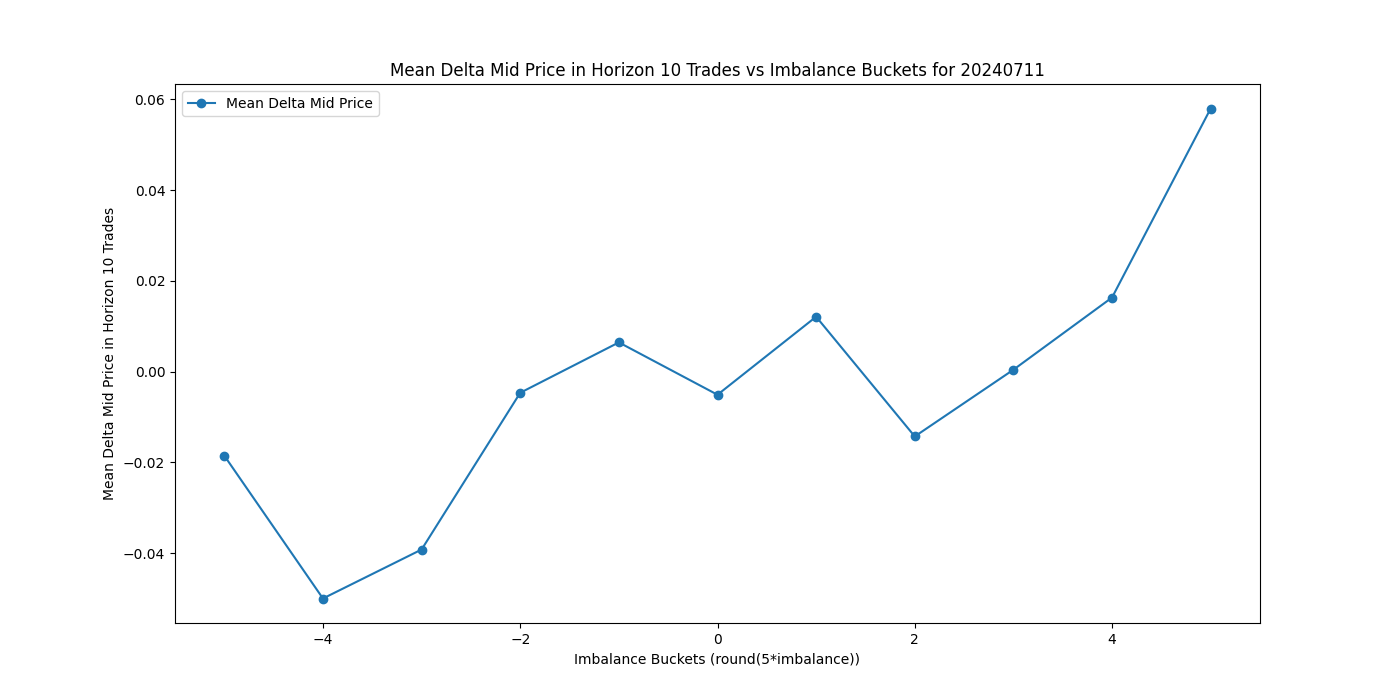 Mean Delta Mid Price in Horizon 10 Trades vs Imbalance Buckets for 20240711
Mean Delta Mid Price
Mean Delta Mid Price in Horizon 10 Trades
0.06
0.04
0.02
0.00
−0.02
−0.04
−4
−2
0
2
4
Imbalance Buckets (round(5*imbalance))